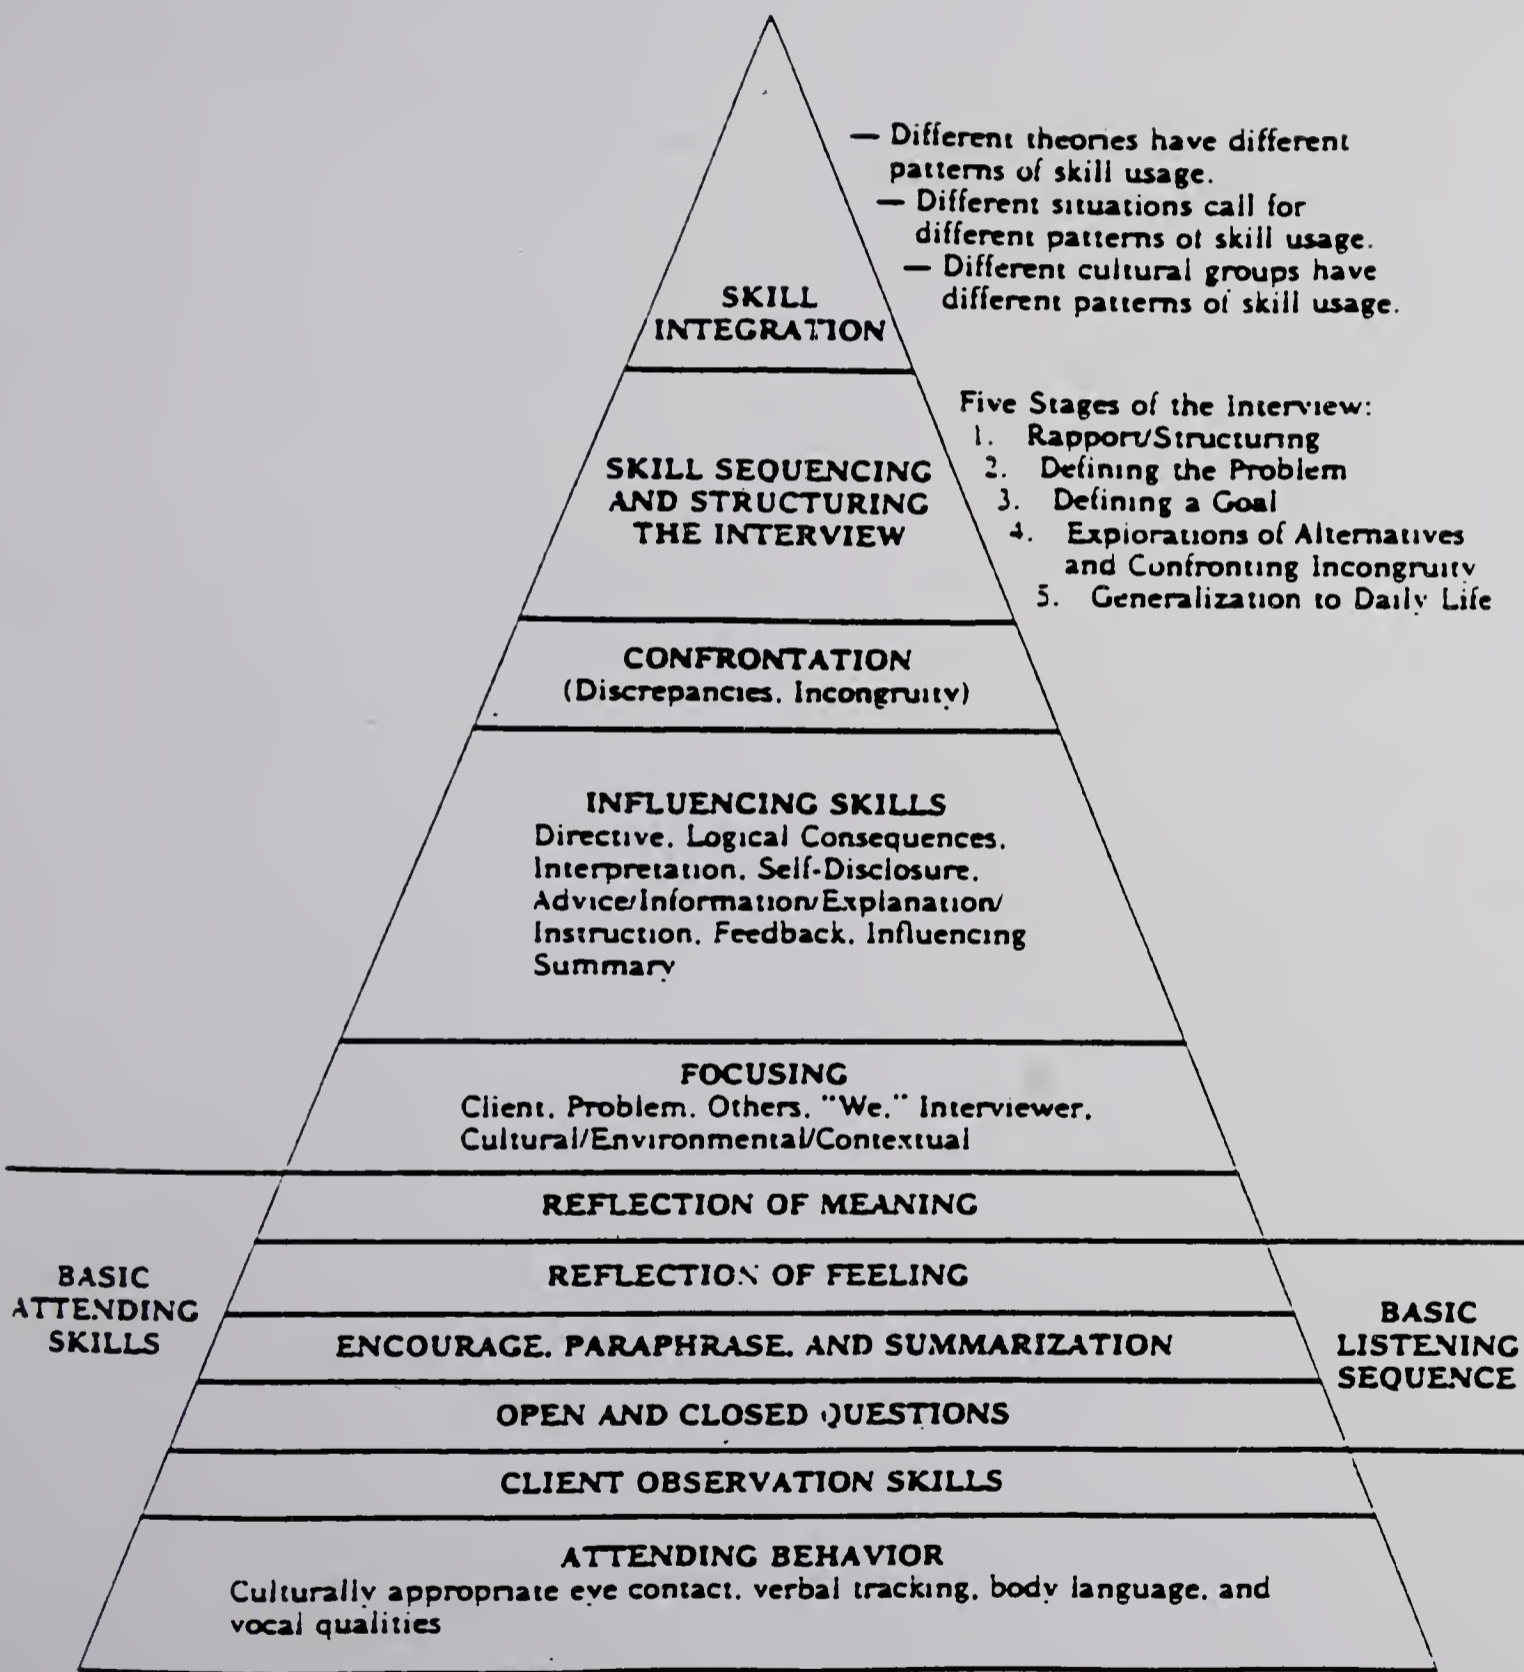 — Different theories have different
patterns of skill usage.
— Different situations call for
different patterns of skill usage.
— Different cultural groups have
different patterns of skill usage.
SKILL
INTEGRATION
Five Stages of the Interview:
1. Rapport/Structuring
2. Defining the Problem
3. Defining a Goal
4. Explorations of Alternatives
and Confronting Incongruity
5. Generalization to Daily Life
SKILL SEQUENCING
AND STRUCTURING
THE INTERVIEW
CONFRONTATION
(Discrepancies, Incongruity)
INFLUENCING SKILLS
Directive, Logical Consequences,
Interpretation, Self-Disclosure,
Advice/Information/Explanation/
Instruction, Feedback, Influencing
Summary
FOCUSING
Client, Problem, Others, "We," Interviewer,
Cultural/Environmental/Contextual
REFLECTION OF MEANING
BASIC
ATTENDING
SKILLS
REFLECTION OF FEELING
ENCOURAGE, PARAPHRASE, AND SUMMARIZATION
OPEN AND CLOSED QUESTIONS
BASIC
LISTENING
SEQUENCE
CLIENT OBSERVATION SKILLS
ATTENDING BEHAVIOR
Culturally appropriate eye contact, verbal tracking, body language, and
vocal qualities